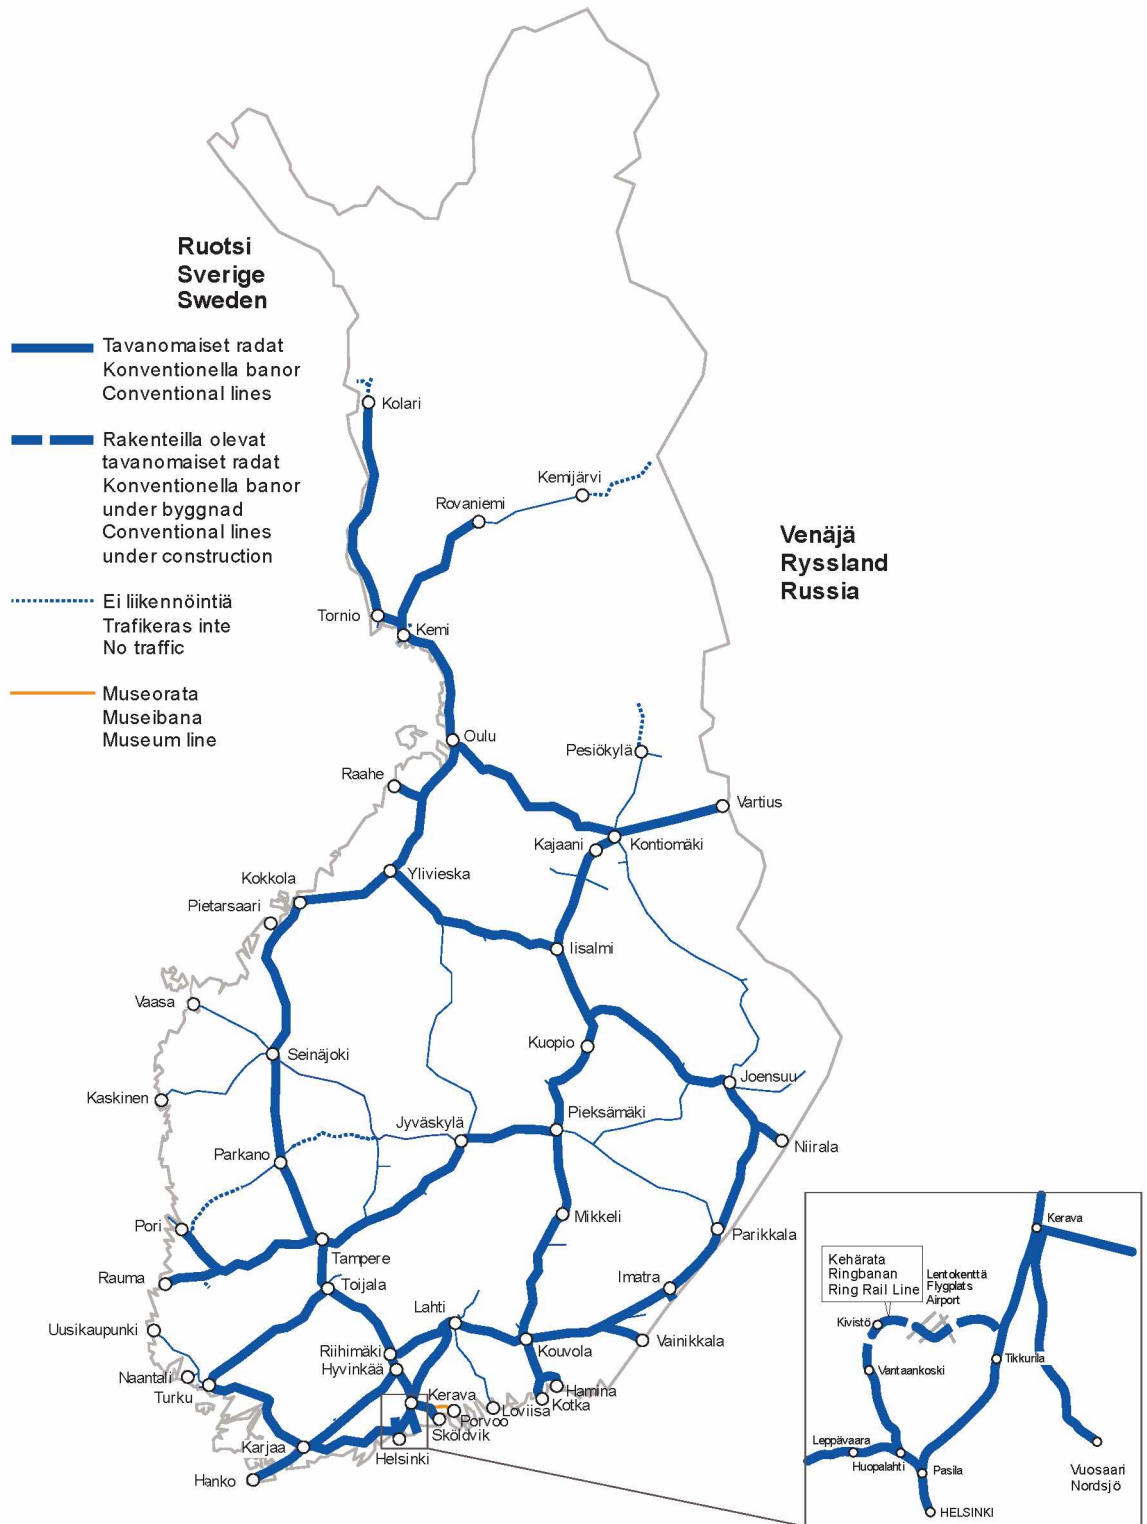 Ruotsi
Sverige
Sweden
Tavanomaiset radat
Konventionella banor
Conventional lines
Rakenteilla olevat
tavanomaiset radat
Konventionella banor
under byggnad
Conventional lines
under construction
Ei liikennöintiä
Trafikeras inte
No traffic
Museorata
Museibana
Museum line
Venäjä
Ryssland
Russia
Kolari
Kemijärvi
Rovaniemi
Tornio
Kemi
Oulu
Pesiökylä
Raahe
Vartius
Kajaani
Kontiomäki
Ylivieska
Kokkola
Pietarsaari
Iisalmi
Vaasa
Kuopio
Seinäjoki
Joensuu
Kaskinen
Pieksämäki
Jyväskylä
Niirala
Parkano
Mikkeli
Pori
Parikkala
Tampere
Rauma
Imatra
Toijala
Lahti
Uusikaupunki
Riihimäki
Kouvola
Vainikkala
Hyvinkää
Naantali
Turku
Kerava
Hamina
Kotka
Loviisa
Porvoo
Sköldvik
Karjaa
Helsinki
Hanko
Kerava
Kehärata
Ringbanan
Ring Rail Line
Lentokenttä
Flygplats
Airport
Kivistö
Tikkurila
Vantaankoski
Leppävaara
Huopalahti
Pasila
Vuosaari
Nordsjö
HELSINKI